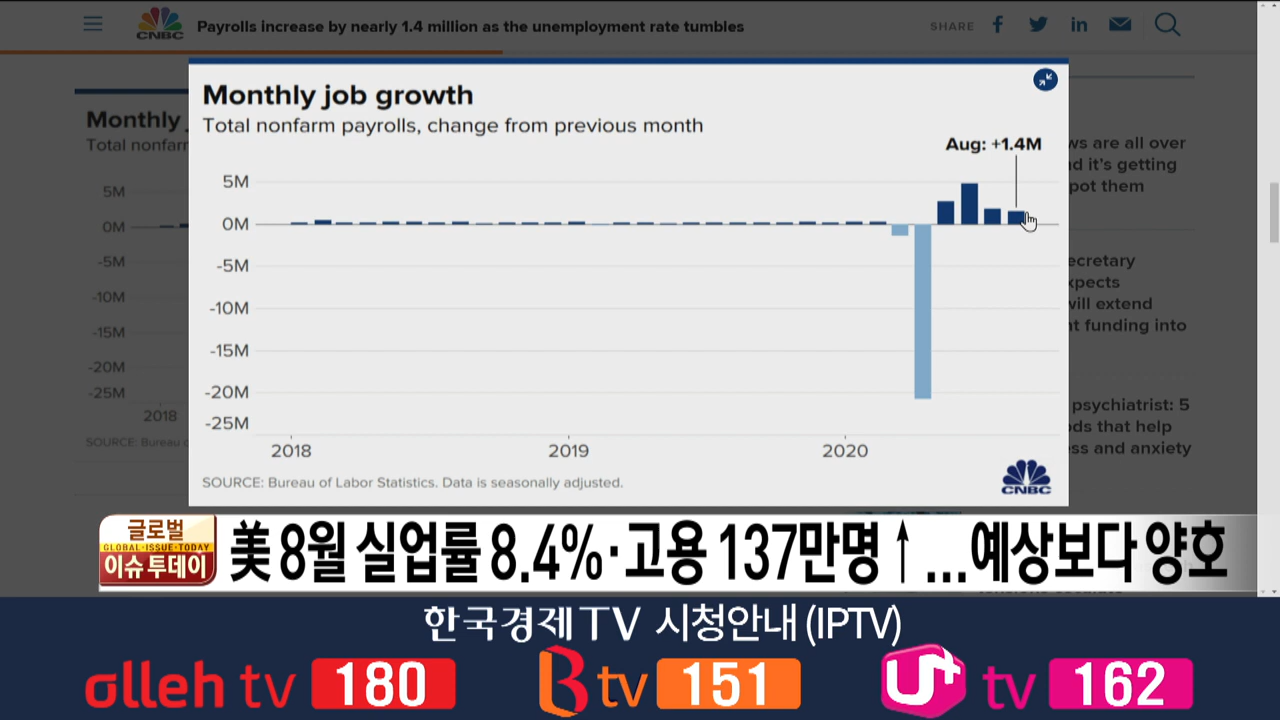 CNBC
Payrolls increase by nearly 1.4 million as the unemployment rate tumbles
SHARE
Monthly job growth
Total nonfarm payrolls, change from previous month
Aug: +1.4M
5M
0M
-5M
-10M
-15M
-20M
-25M
2018
2019
2020
SOURCE: Bureau of Labor Statistics. Data is seasonally adjusted.
CNBC
Monthly
Total nonfarm
5M
0M
-5M
-10M
-15M
-20M
-25M
2018
SOURCE: Bureau
ws are all over
d it's getting
pot them
ecretary
xpects
will extend
t funding into
psychiatrist: 5
ds that help
ss and anxiety
글로벌
GLOBAL·ISSUE·TODAY
이슈 투데이
美 8월 실업률 8.4%·고용 137만명↑...예상보다 양호
한국경제TV 시청안내 (IPTV)
olleh tv 180
B tv 151
U+ tv 162